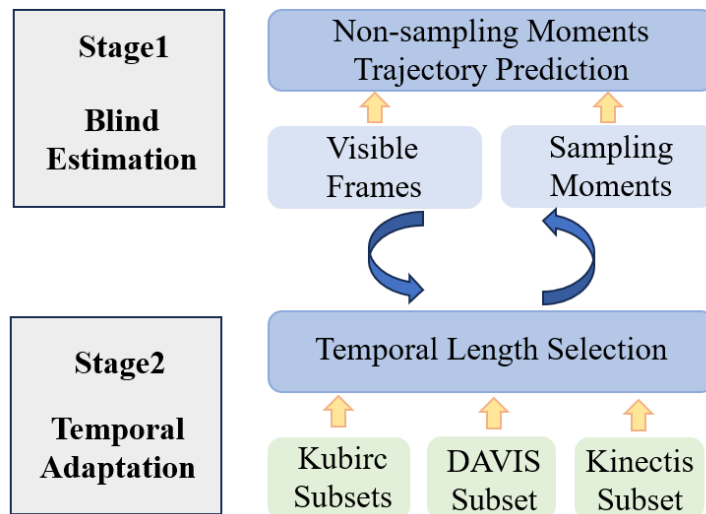 Stage1
Blind
Estimation
Non-sampling Moments
Trajectory Prediction
Visible
Frames
Sampling
Moments
Stage2
Temporal
Adaptation
Temporal Length Selection
Kubirc
Subsets
DAVIS
Subset
Kinectis
Subset